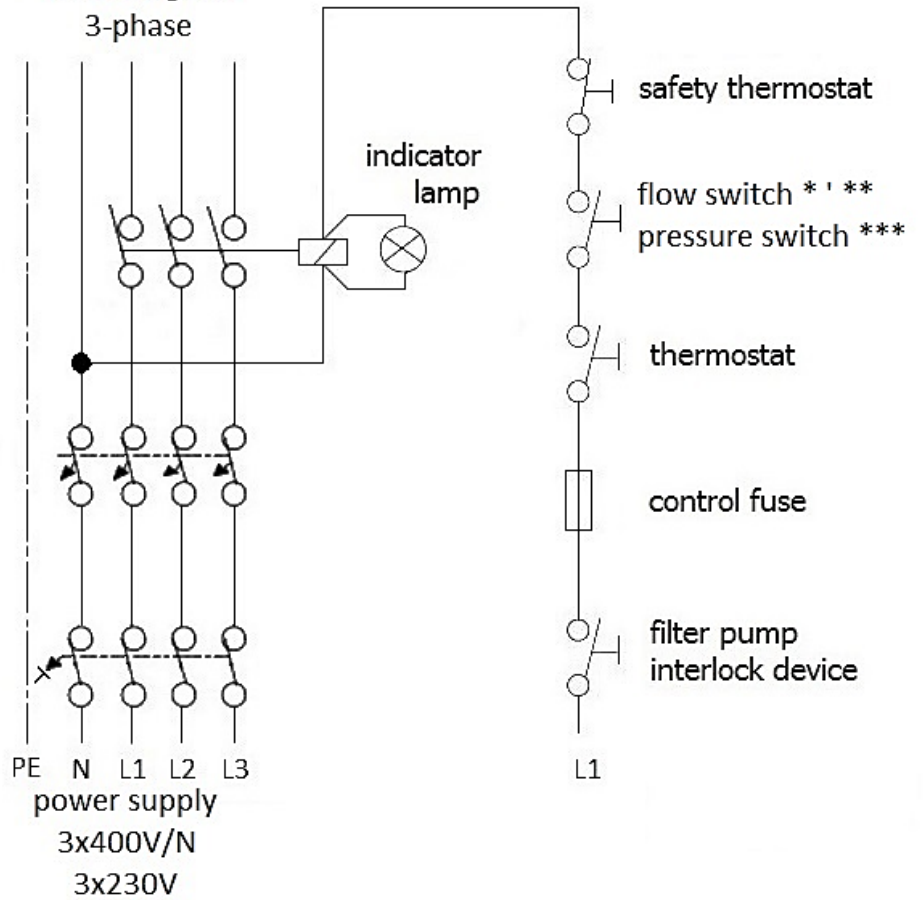 3-phase
indicator
lamp
safety thermostat
flow switch * ' **
pressure switch ***
thermostat
control fuse
filter pump
interlock device
PE N L1 L2 L3
L1
power supply
3x400V/N
3x230V